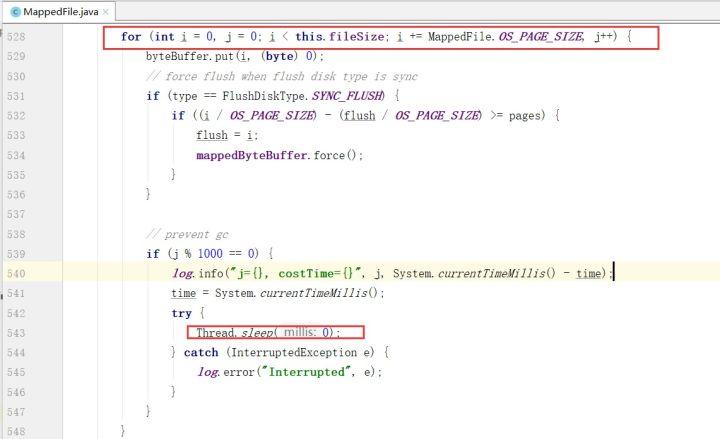 MappedFile.java ×
528 for (int i = 0, j = 0; i < this.fileSize; i += MappedFile.OS_PAGE_SIZE, j++) {
529 byteBuffer.put(i, (byte) 0);
530 // force flush when flush disk type is sync
531 if (type == FlushDiskType.SYNC_FLUSH) {
532 if ((i / OS_PAGE_SIZE) - (flush / OS_PAGE_SIZE) >= pages) {
533 flush = i;
534 mappedByteBuffer.force();
535 }
536 }
537
538 // prevent gc
539 if (j % 1000 == 0) {
540 log.info("j={}, costTime={}", j, System.currentTimeMillis() - time);
541 time = System.currentTimeMillis();
542 try {
543 Thread.sleep( millis: 0);
544 } catch (InterruptedException e) {
545 log.error("Interrupted", e);
546 }
547 }
548 }